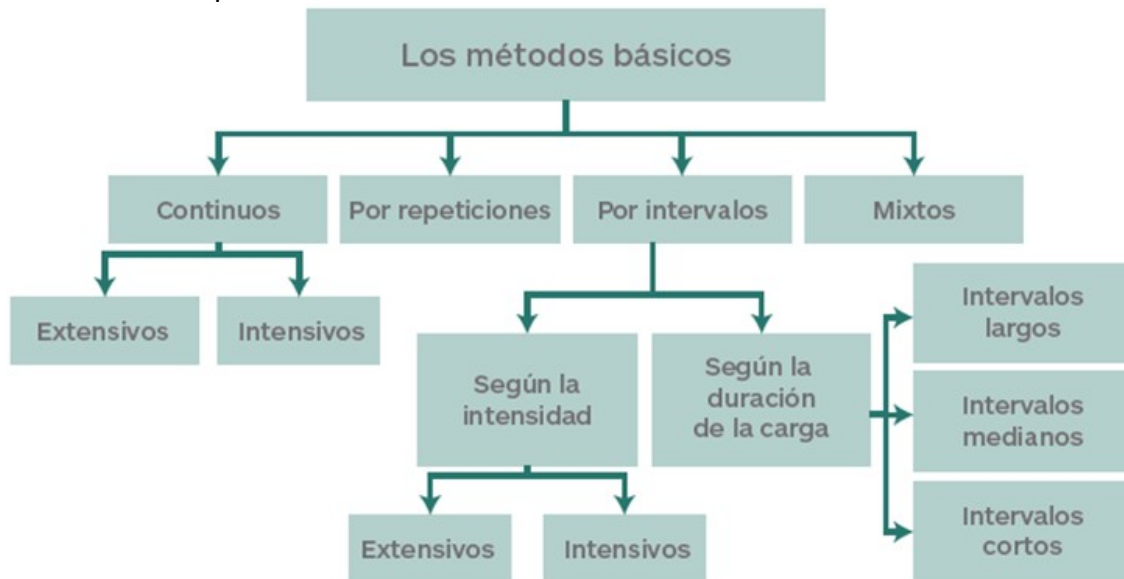 Los métodos básicos
Continuos
Por repeticiones
Por intervalos
Mixtos
Extensivos
Intensivos
Según la
intensidad
Según la
duración
de la carga
Intervalos
largos
Intervalos
medianos
Intervalos
cortos
Extensivos
Intensivos